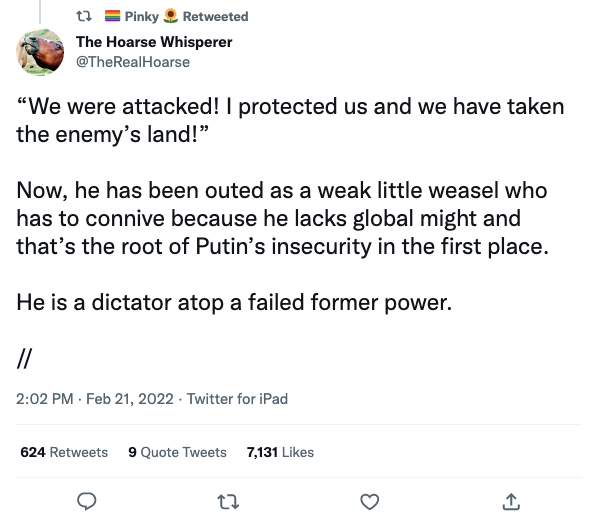 🏳️‍🌈 Pinky 🌻 Retweeted
The Hoarse Whisperer
@TheRealHoarse
“We were attacked! I protected us and we have taken
the enemy’s land!”
Now, he has been outed as a weak little weasel who
has to connive because he lacks global might and
that’s the root of Putin’s insecurity in the first place.
He is a dictator atop a failed former power.
//
2:02 PM · Feb 21, 2022 · Twitter for iPad
624 Retweets 9 Quote Tweets 7,131 Likes